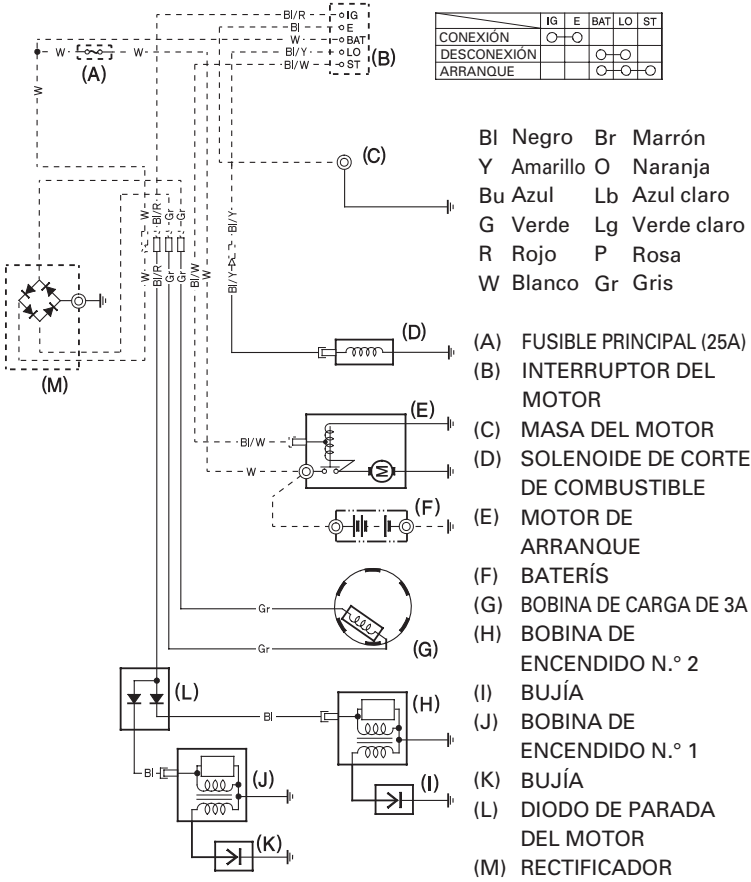 IG E BAT LO ST
CONEXIÓN
DESCONEXIÓN
ARRANQUE
Bl/R IG
Bl E
W BAT
Bl/Y LO
Bl/W ST
(B)
W W
(A)
W
(C)
Bl Negro Br Marrón
Y Amarillo O Naranja
Bu Azul Lb Azul claro
G Verde Lg Verde claro
R Rojo P Rosa
W Blanco Gr Gris
W Bl/R Gr Gr
Bl/Y
W Bl/R Gr Gr Bl/W W Bl/Y
(M)
(D)
(E)
Bl/W
W
M
(F)
Gr
Gr
(G)
(L)
Bl
(H)
Bl
(J)
(I)
(K)
(A) FUSIBLE PRINCIPAL (25A)
(B) INTERRUPTOR DEL
MOTOR
(C) MASA DEL MOTOR
(D) SOLENOIDE DE CORTE
DE COMBUSTIBLE
(E) MOTOR DE
ARRANQUE
(F) BATERÍS
(G) BOBINA DE CARGA DE 3A
(H) BOBINA DE
ENCENDIDO N.° 2
(I) BUJÍA
(J) BOBINA DE
ENCENDIDO N.° 1
(K) BUJÍA
(L) DIODO DE PARADA
DEL MOTOR
(M) RECTIFICADOR